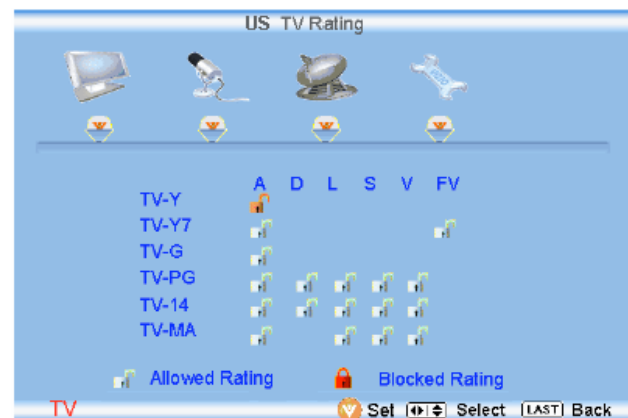 US TV Rating
A D L S V FV
TV-Y
TV-Y7
TV-G
TV-PG
TV-14
TV-MA
Allowed Rating Blocked Rating
TV Set Select LAST Back